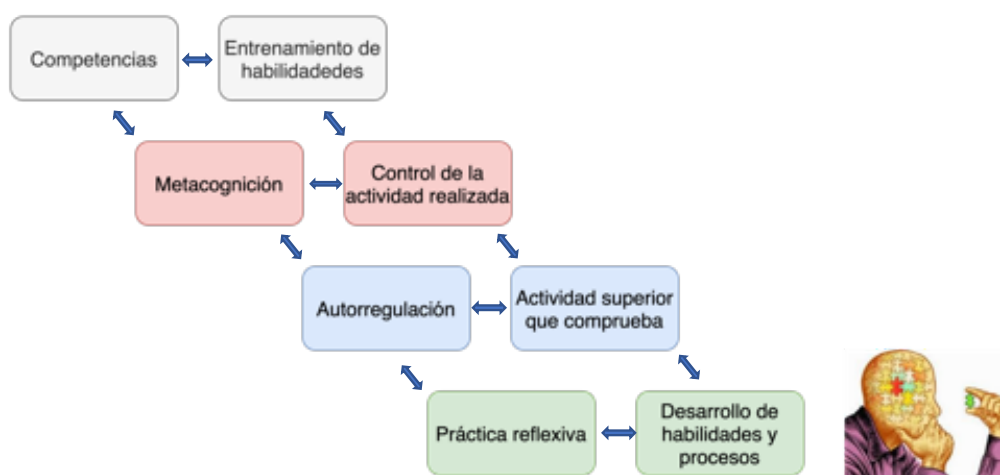 Competencias
Entrenamiento de
habilidadedes
Metacognición
Control de la
actividad realizada
Autorregulación
Actividad superior
que comprueba
Práctica reflexiva
Desarrollo de
habilidades y
procesos